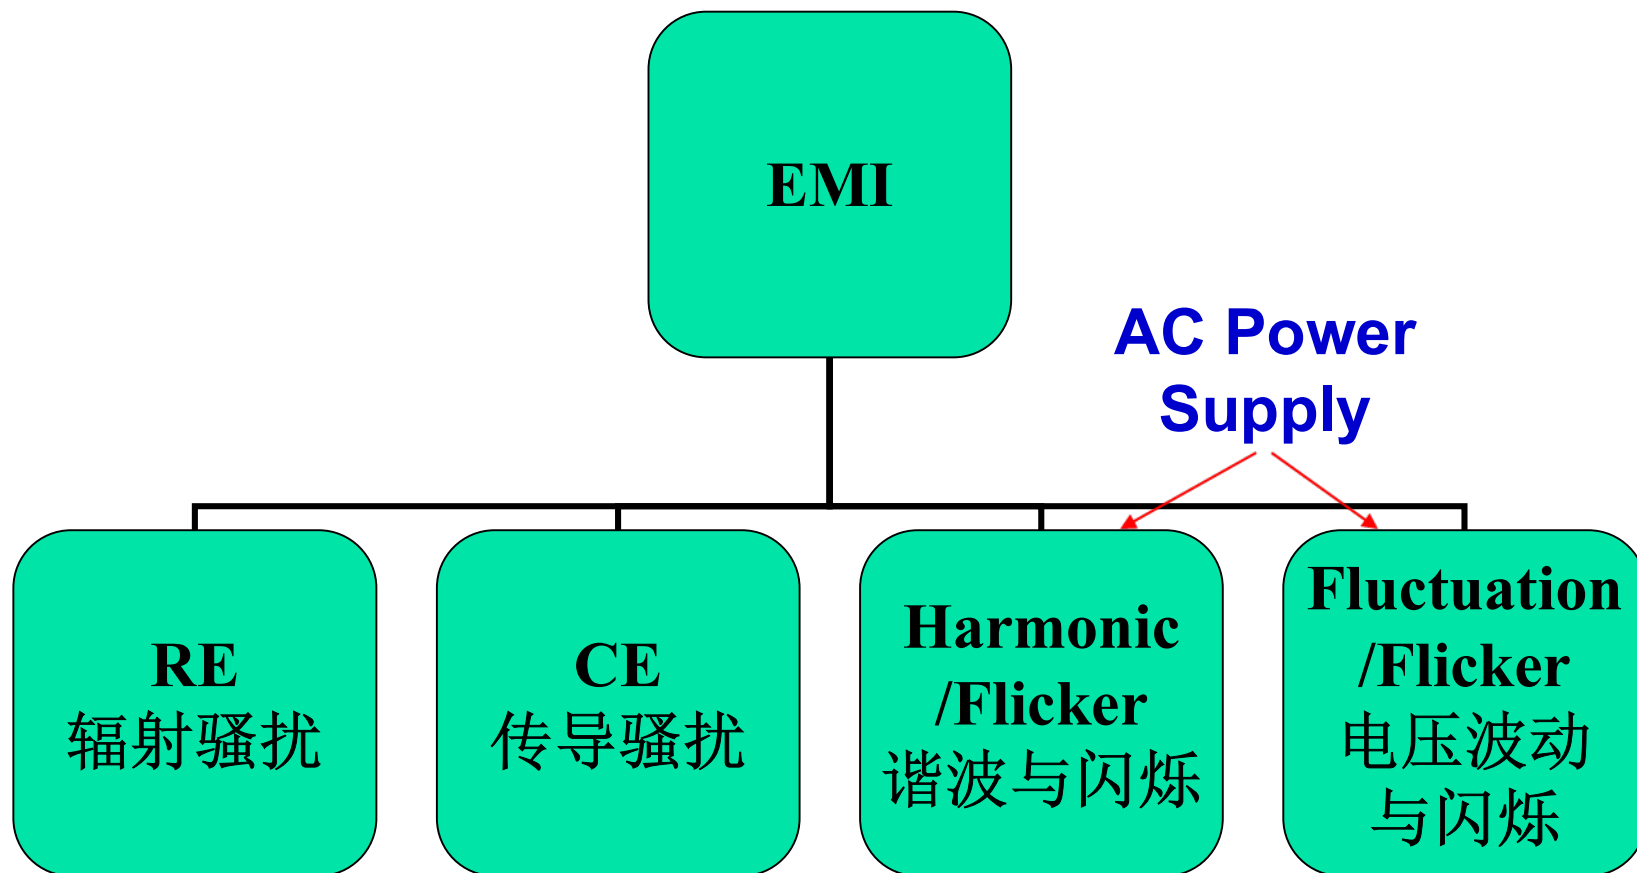 EMI
AC Power
Supply
RE
辐射骚扰
CE
传导骚扰
Harmonic
/Flicker
谐波与闪烁
Fluctuation
/Flicker
电压波动
与闪烁